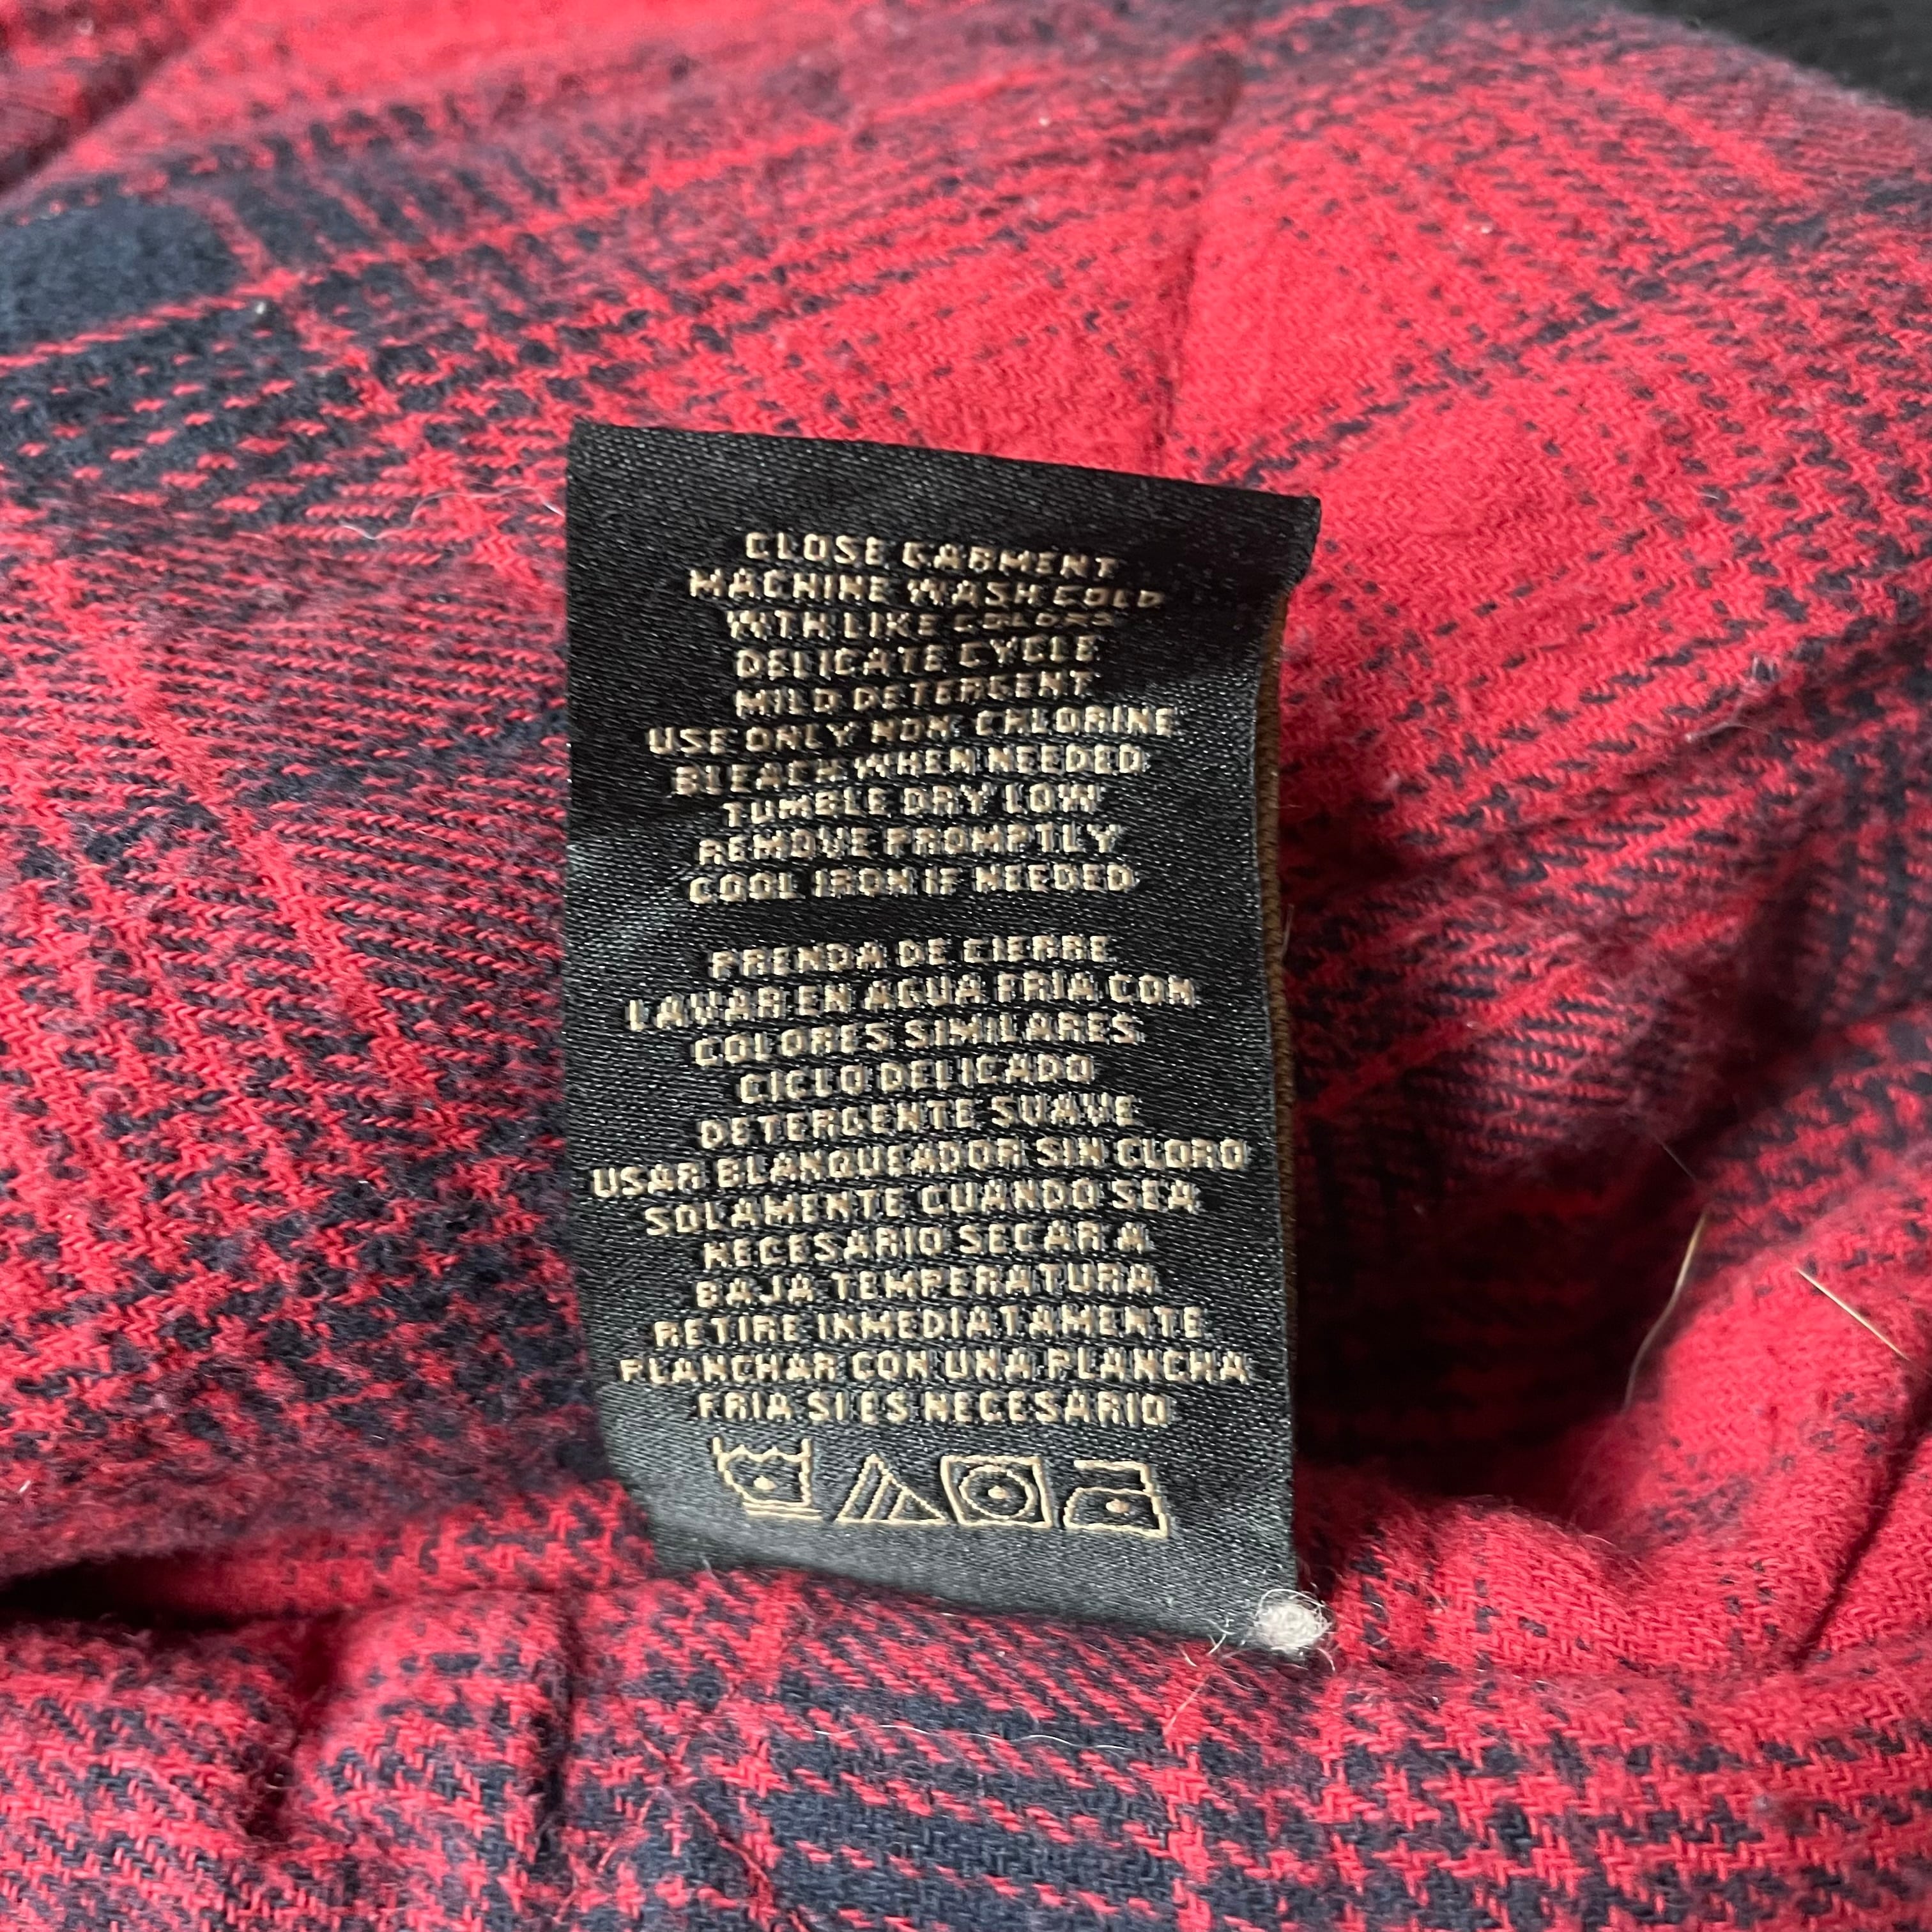 CLOSE GARMENT
MACHINE WASH COLD
WITH LIKE COLORS
DELICATE CYCLE
MILD DETERGENT
USE ONLY NON-CHLORINE
BLEACH WHEN NEEDED
TUMBLE DRY LOW
REMOVE PROMPTLY
COOL IRON IF NEEDED
PRENDA DE CIERRE
LAVAR EN AGUA FRIA CON
COLORES SIMILARES
CICLO DELICADO
DETERGENTE SUAVE
USAR BLANQUEADOR SIN CLORO
SOLAMENTE CUANDO SEA
NECESARIO SECAR A
BAJA TEMPERATURA
RETIRE INMEDIATAMENTE
PLANCHAR CON UNA PLANCHA
FRIA SI ES NECESARIO